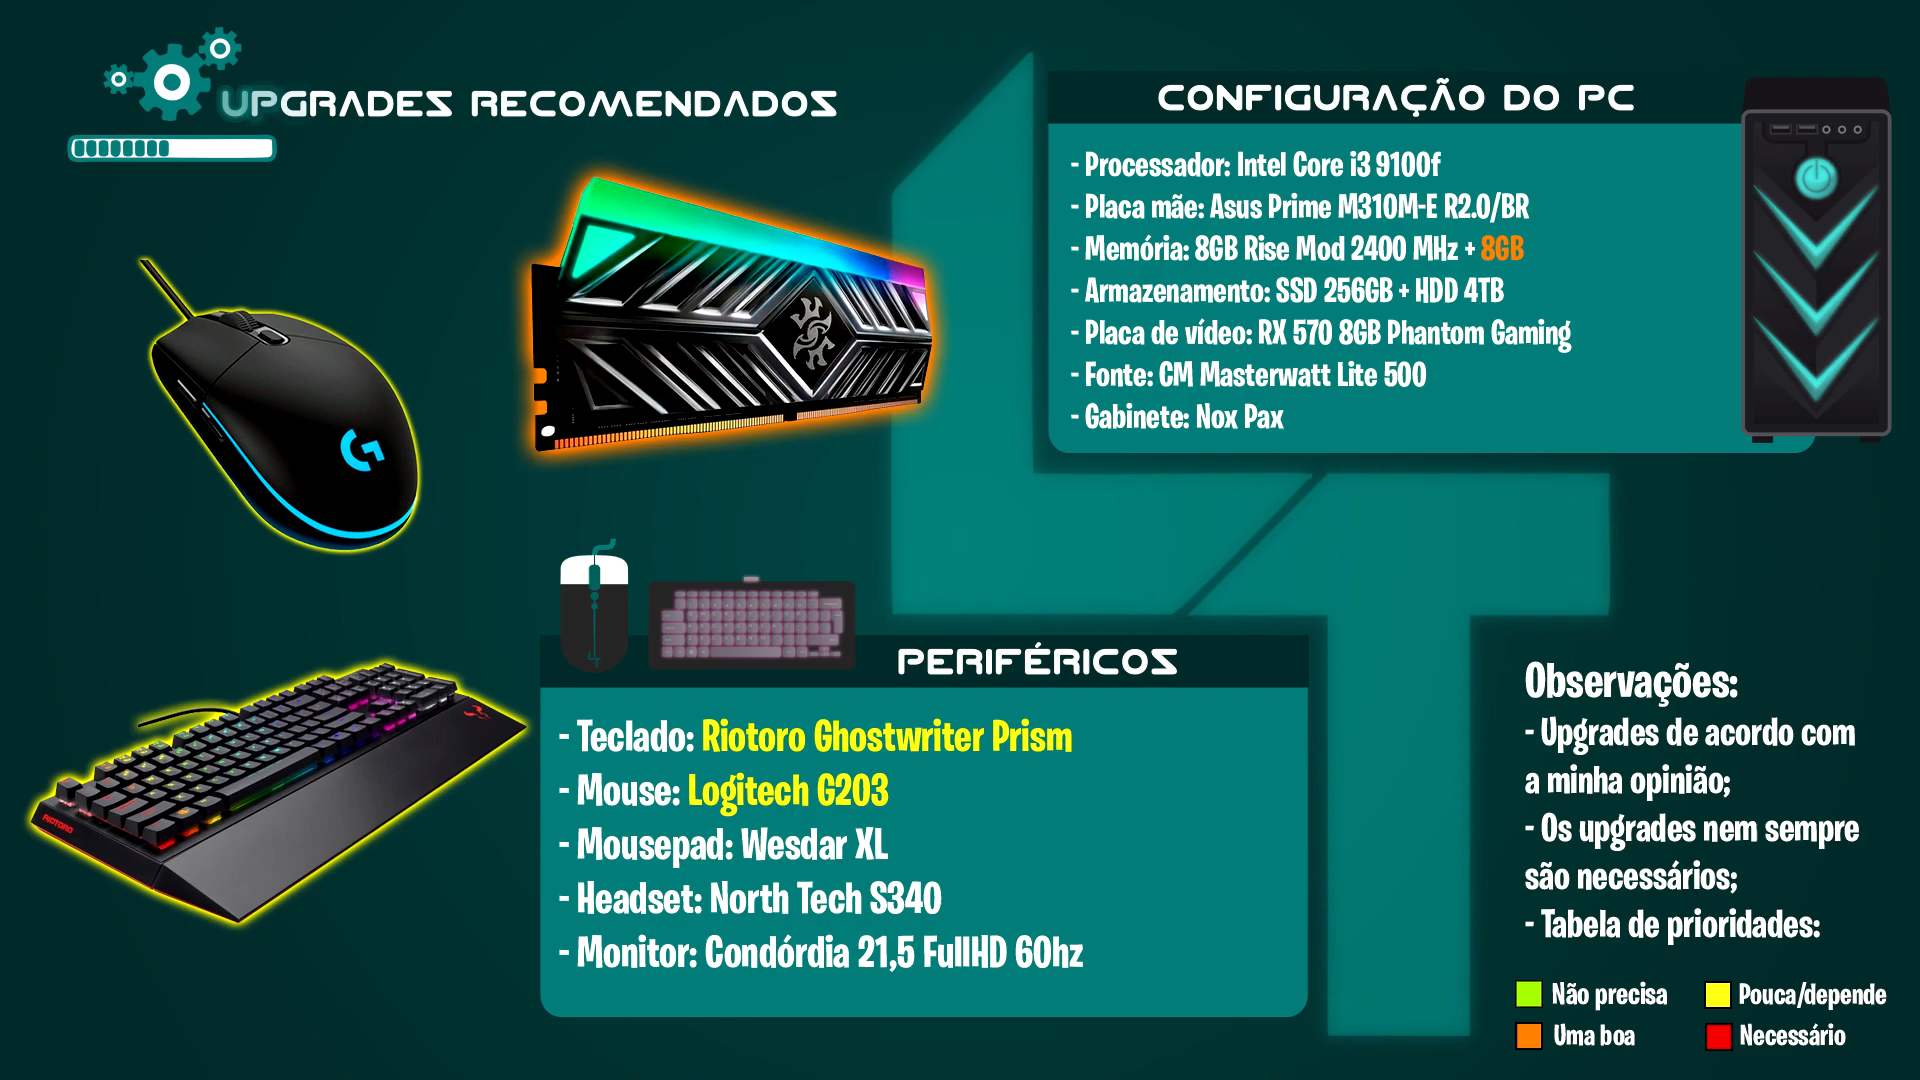 UPGRADES RECOMENDADOS
CONFIGURAÇÃO DO PC
- Processador: Intel Core i3 9100f
- Placa mãe: Asus Prime M310M-E R2.0/BR
- Memória: 8GB Rise Mod 2400 MHz + 8GB
- Armazenamento: SSD 256GB + HDD 4TB
- Placa de vídeo: RX 570 8GB Phantom Gaming
- Fonte: CM Masterwatt Lite 500
- Gabinete: Nox Pax
PERIFÉRICOS
- Teclado: Riotoro Ghostwriter Prism
- Mouse: Logitech G203
- Mousepad: Wesdar XL
- Headset: North Tech S340
- Monitor: Condórdia 21,5 FullHD 60hz
RIOTORO
Observações:
- Upgrades de acordo com
a minha opinião;
- Os upgrades nem sempre
são necessários;
- Tabela de prioridades:
Não precisa
Pouca/depende
Uma boa
Necessário